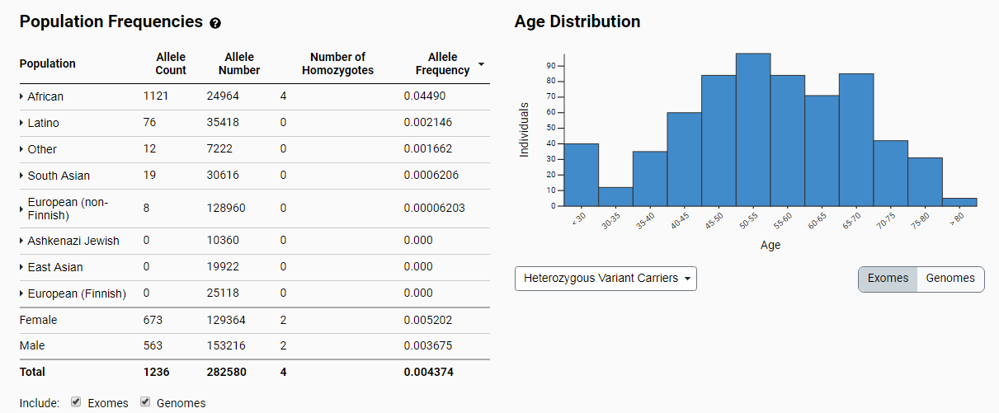 Population Frequencies ?
Population Allele Count Allele Number Number of Homozygotes Allele Frequency
African 1121 24964 4 0.04490
Latino 76 35418 0 0.002146
Other 12 7222 0 0.001662
South Asian 19 30616 0 0.0006206
European (non-Finnish) 8 128960 0 0.00006203
Ashkenazi Jewish 0 10360 0 0.000
East Asian 0 19922 0 0.000
European (Finnish) 0 25118 0 0.000
Female 673 129364 2 0.005202
Male 563 153216 2 0.003675
Total 1236 282580 4 0.004374
Include: Exomes Genomes
Age Distribution
Individuals
90
80
70
60
50
40
30
20
10
0
< 30 30-35 35-40 40-45 45-50 50-55 55-60 60-65 65-70 70-75 75-80 > 80
Age
Heterozygous Variant Carriers
Exomes Genomes